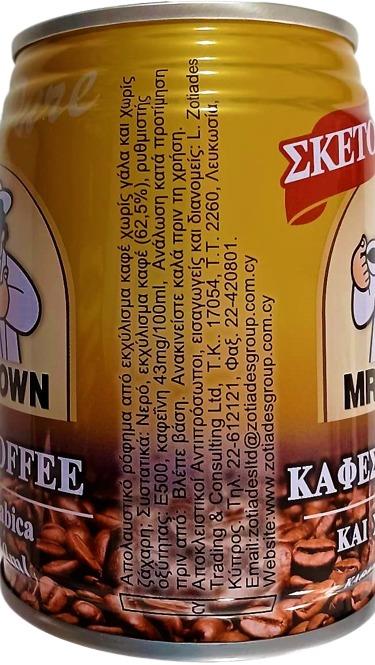 Pure
OWN
OFFEE
abica
Απολαυστικό ρόφημα από εκχύλισμα καφέ χωρίς γάλα και χωρίς
ζάχαρη; Συστατικά: Νερό, εκχύλισμα καφέ (62,5%), ρυθμιστής
οξύτητας: E500, καφεΐνη 43mg/100ml, Ανάλωση κατά προτίμηση
πριν από : Βλέπε βάση. Ανακινείστε καλά πριν τη χρήση.
Αποκλειστικοί Αντιπρόσωποι, εισαγωγείς και διανομείς: L. Zotiades
Trading & Consulting Ltd, Τ.Κ. 17054, Τ.Τ. 2260, Λευκωσία,
Κύπρος, Τηλ. 22-612121, Φαξ. 22-420801.
Email:zotiadesltd@zotiadesgroup.com.cy
Website:www.zotiadesgroup.com.cy
ΣΚΕΤΟ
MR
ΚΑΦΕΣ
ΚΑΙ